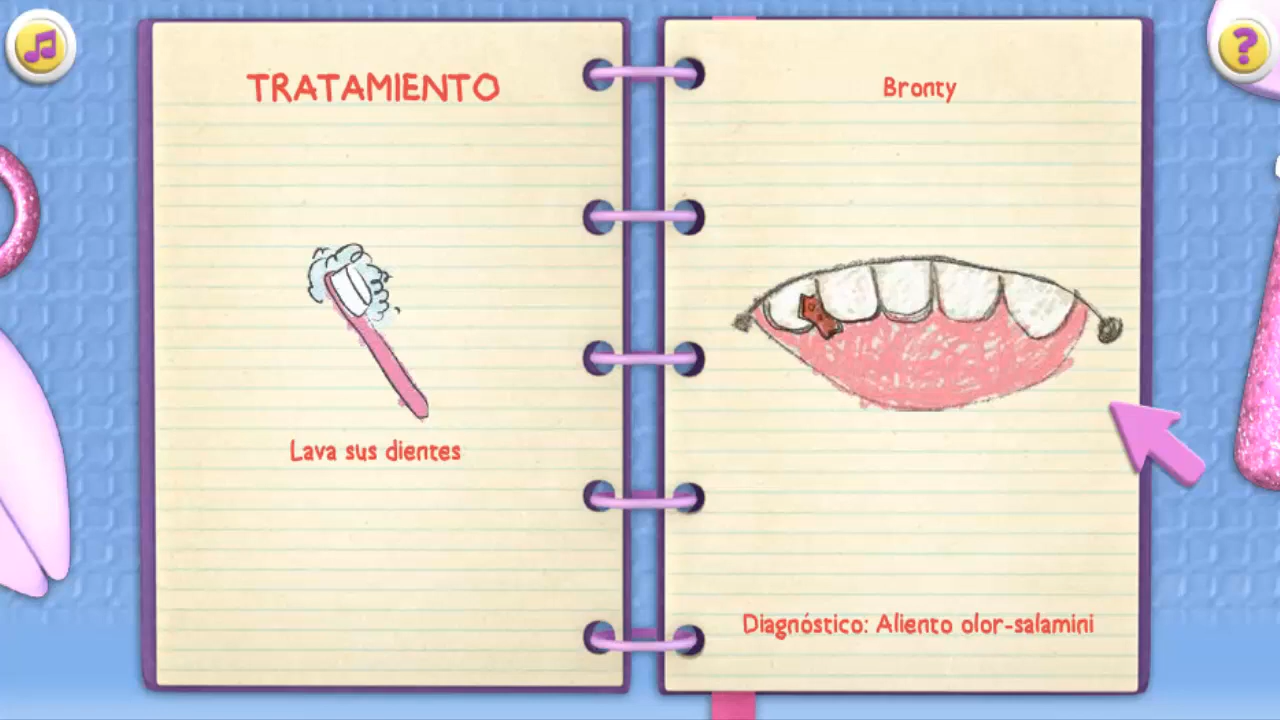 TRATAMIENTO
Lava sus dientes
Bronty
Diagnóstico: Aliento olor-salamini
?